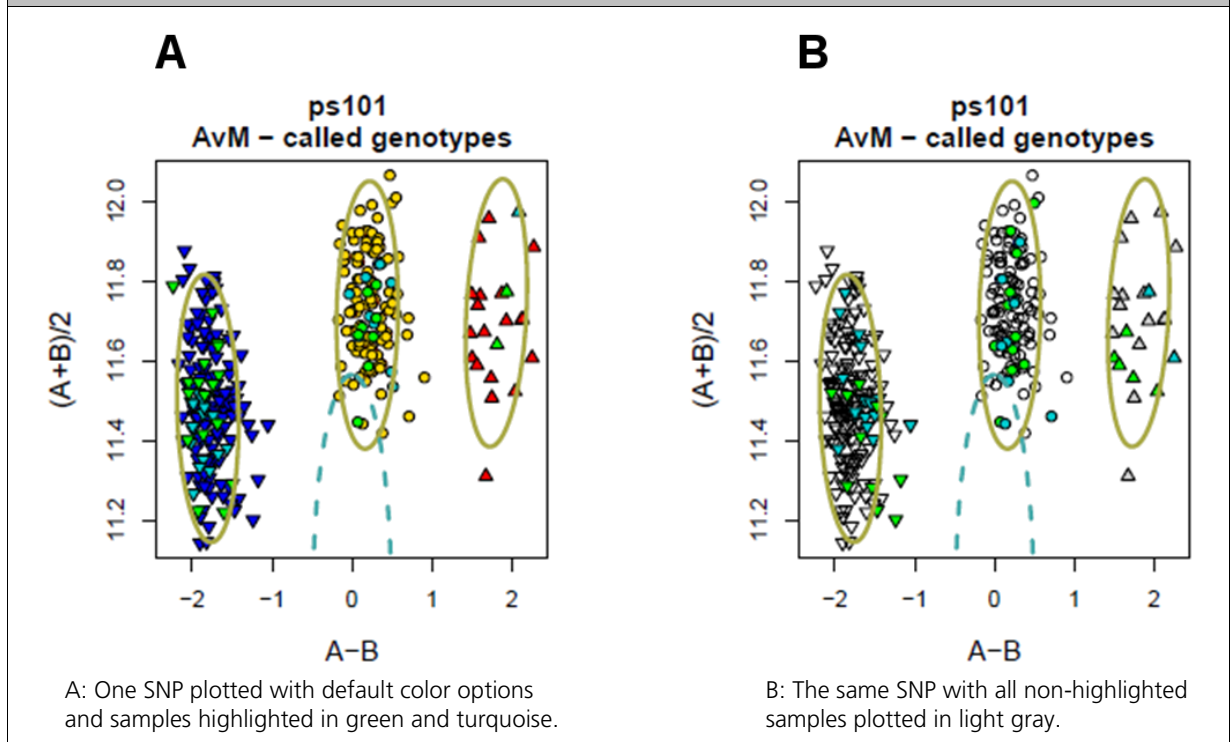 A
ps101
AvM − called genotypes
(A+B)/2
12.0
11.8
11.6
11.4
11.2
−2
−1
0
1
2
A−B
A: One SNP plotted with default color options
and samples highlighted in green and turquoise.
B
ps101
AvM − called genotypes
(A+B)/2
12.0
11.8
11.6
11.4
11.2
−2
−1
0
1
2
A−B
B: The same SNP with all non-highlighted
samples plotted in light gray.